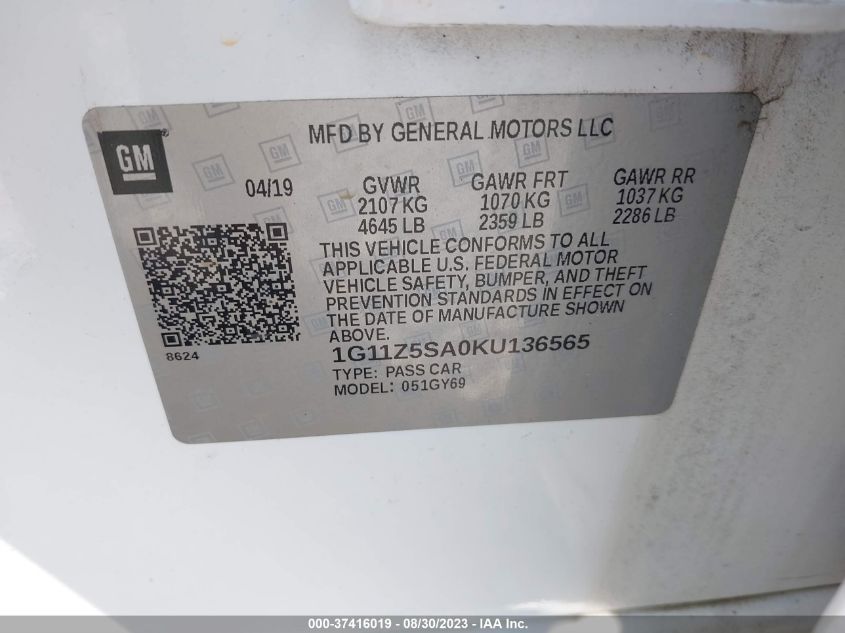 GM
MFD BY GENERAL MOTORS LLC
04/19
GVWR
2107 KG
4645 LB
GAWR FRT
1070 KG
2359 LB
GAWR RR
1037 KG
2286 LB
THIS VEHICLE CONFORMS TO ALL
APPLICABLE U.S. FEDERAL MOTOR
VEHICLE SAFETY, BUMPER, AND THEFT
PREVENTION STANDARDS IN EFFECT ON
THE DATE OF MANUFACTURE SHOWN
ABOVE.
8624
1G11Z5SA0KU136565
TYPE: PASS CAR
MODEL: 051GY69
000-37416019 - 08/30/2023 - IAA Inc.